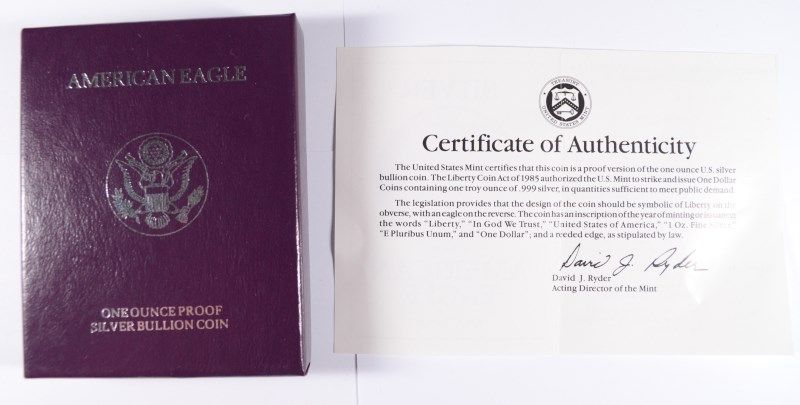 AMERICAN EAGLE
ONE OUNCE PROOF
SILVER BULLION COIN
TREASURY
UNITED STATES MINT
Certificate of Authenticity
The United States Mint certifies that this coin is a proof version of the one ounce U.S. silver
bullion coin. The Liberty Coin Act of 1985 authorized the U.S. Mint to strike and issue One Dollar
Coins containing one troy ounce of .999 silver, in quantities sufficient to meet public demand.
The legislation provides that the design of the coin should be symbolic of Liberty on the
obverse, with an eagle on the reverse. The coin has an inscription of the year of minting or issuance
the words "Liberty," "In God We Trust," "United States of America," "1 Oz. Fine Silver,"
"E Pluribus Unum," and "One Dollar"; and a reeded edge, as stipulated by law.
David J. Ryder
David J. Ryder
Acting Director of the Mint